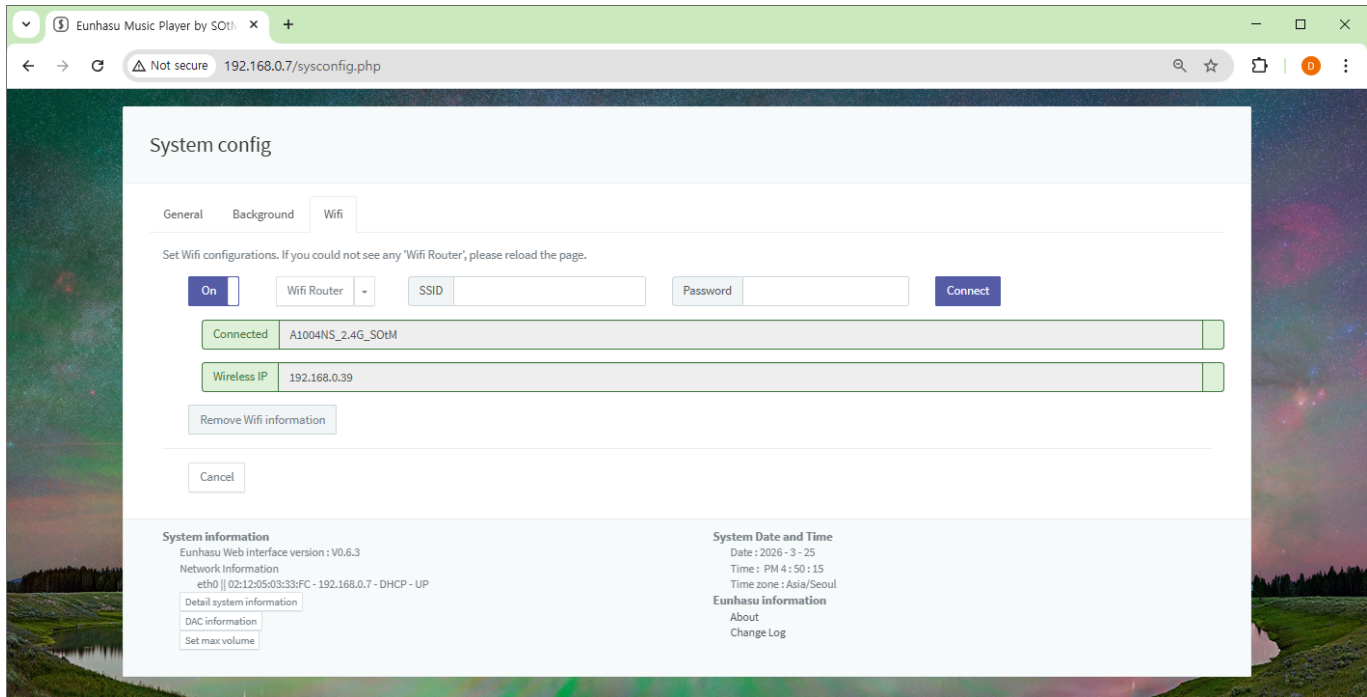 Eunhasu Music Player by SOtM
Not secure 192.168.0.7/sysconfig.php
D
System config
General Background Wifi
Set Wifi configurations. If you could not see any 'Wifi Router', please reload the page.
On Wifi Router SSID Password Connect
Connected A1004NS_2.4G_SOtM
Wireless IP 192.168.0.39
Remove Wifi information
Cancel
System information
Eunhasu Web interface version : V0.6.3
Network Information
eth0 || 02:12:05:03:33:FC - 192.168.0.7 - DHCP - UP
Detail system information
DAC information
Set max volume
System Date and Time
Date : 2026 - 3 - 25
Time : PM 4 : 50 : 15
Time zone : Asia/Seoul
Eunhasu information
About
Change Log